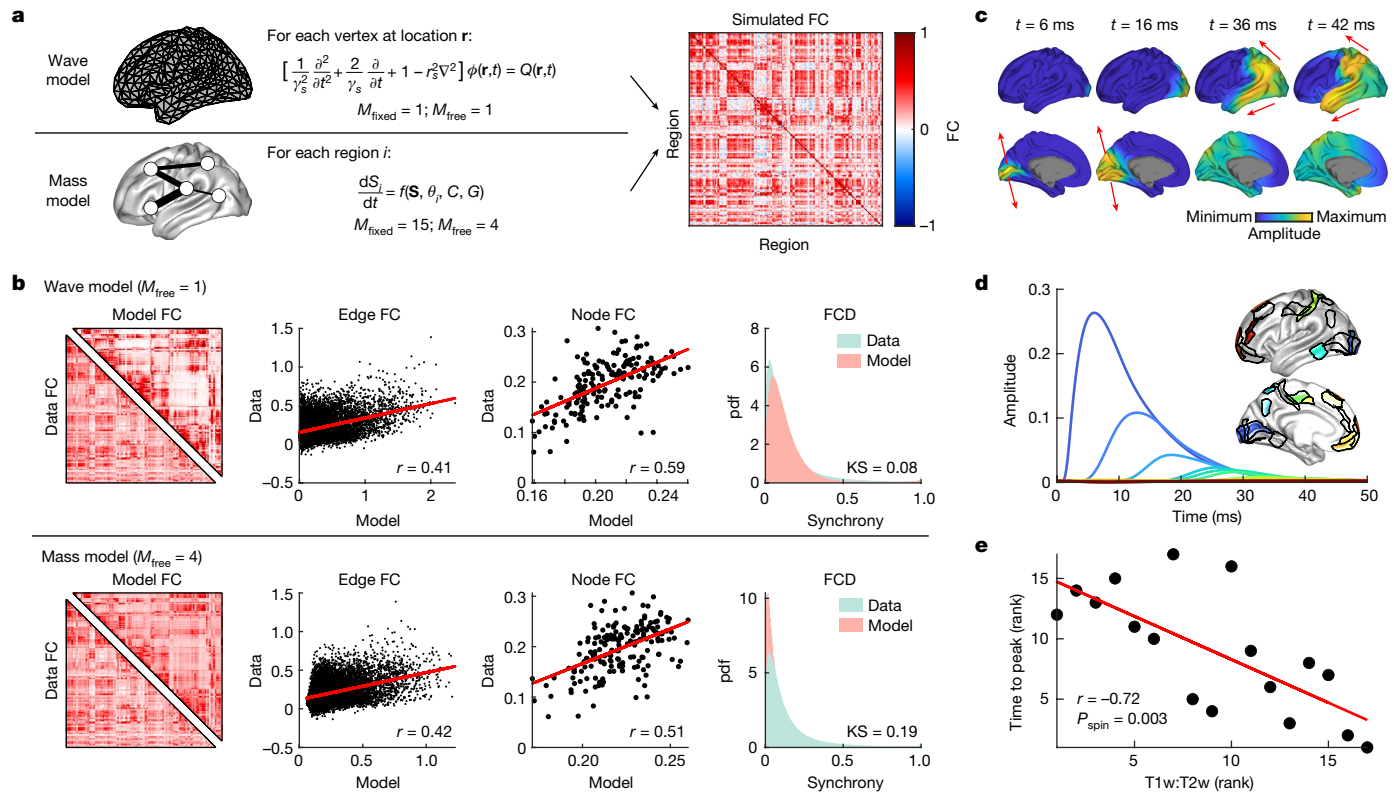 a
Wave model
For each vertex at location r:
[ 1/γs² ∂²/∂t² + 2/γs ∂/∂t + 1 − rs²∇² ] ϕ(r,t) = Q(r,t)
Mfixed = 1; Mfree = 1
Mass model
For each region i:
dSi/dt = f(S, θi, C, G)
Mfixed = 15; Mfree = 4
Simulated FC
Region
Region
1
0
−1
FC
b
Wave model (Mfree = 1)
Model FC
Data FC
Edge FC
1.5
1.0
0.5
0
−0.5
Data
r = 0.41
0 1 2
Model
Node FC
0.3
0.2
0.1
0
Data
r = 0.59
0.16 0.20 0.24
Model
FCD
Data
Model
8
6
4
2
0
pdf
KS = 0.08
0 0.5 1.0
Synchrony
Mass model (Mfree = 4)
Model FC
Data FC
Edge FC
1.5
1.0
0.5
0
−0.5
Data
r = 0.42
0 0.5 1.0
Model
Node FC
0.3
0.2
0.1
0
Data
r = 0.51
0.20 0.25
Model
FCD
Data
Model
10
5
0
pdf
KS = 0.19
0 0.5 1.0
Synchrony
c
t = 6 ms t = 16 ms t = 36 ms t = 42 ms
Minimum Maximum
Amplitude
d
0.3
0.2
0.1
0
Amplitude
0 10 20 30 40 50
Time (ms)
e
15
10
5
Time to peak (rank)
r = −0.72
Pspin = 0.003
5 10 15
T1w:T2w (rank)